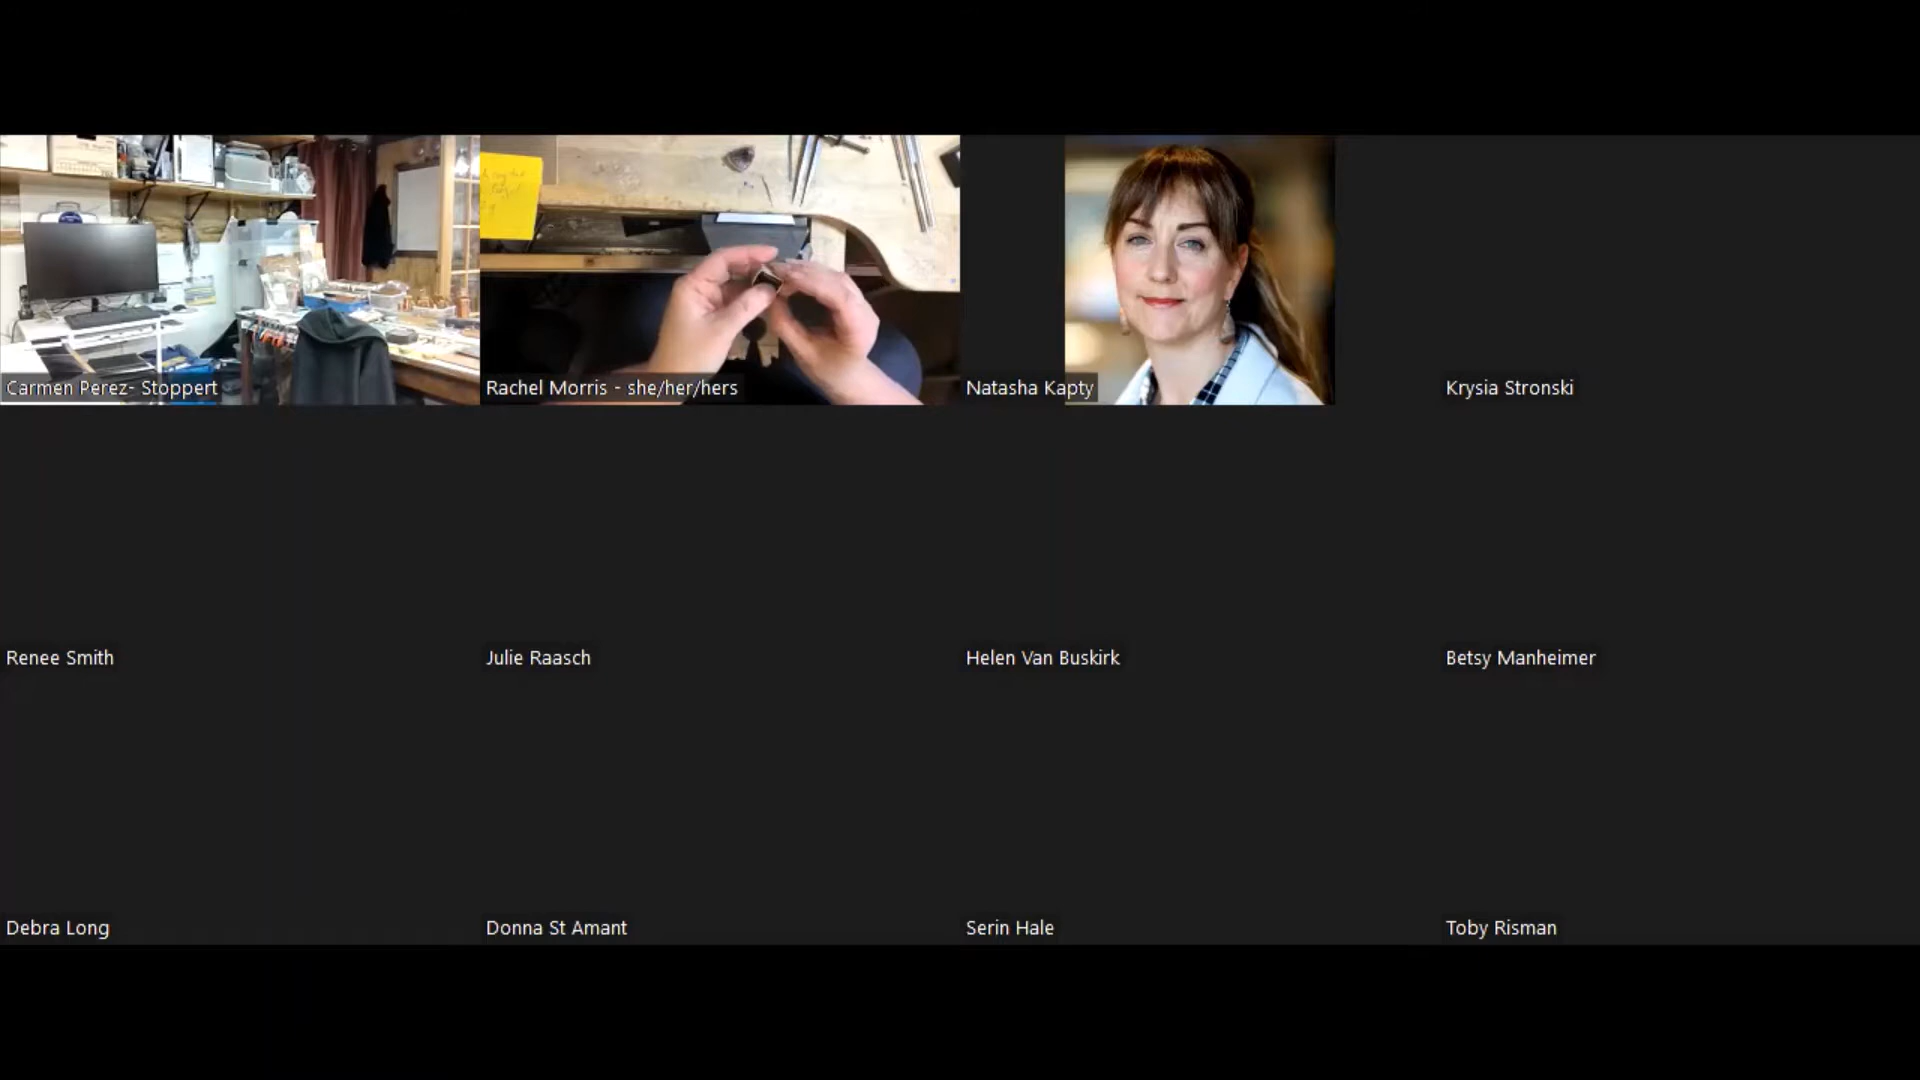 Carmen Perez- Stoppert
Rachel Morris - she/her/hers
Natasha Kapty
Krysia Stronski
Renee Smith
Julie Raasch
Helen Van Buskirk
Betsy Manheimer
Debra Long
Donna St Amant
Serin Hale
Toby Risman